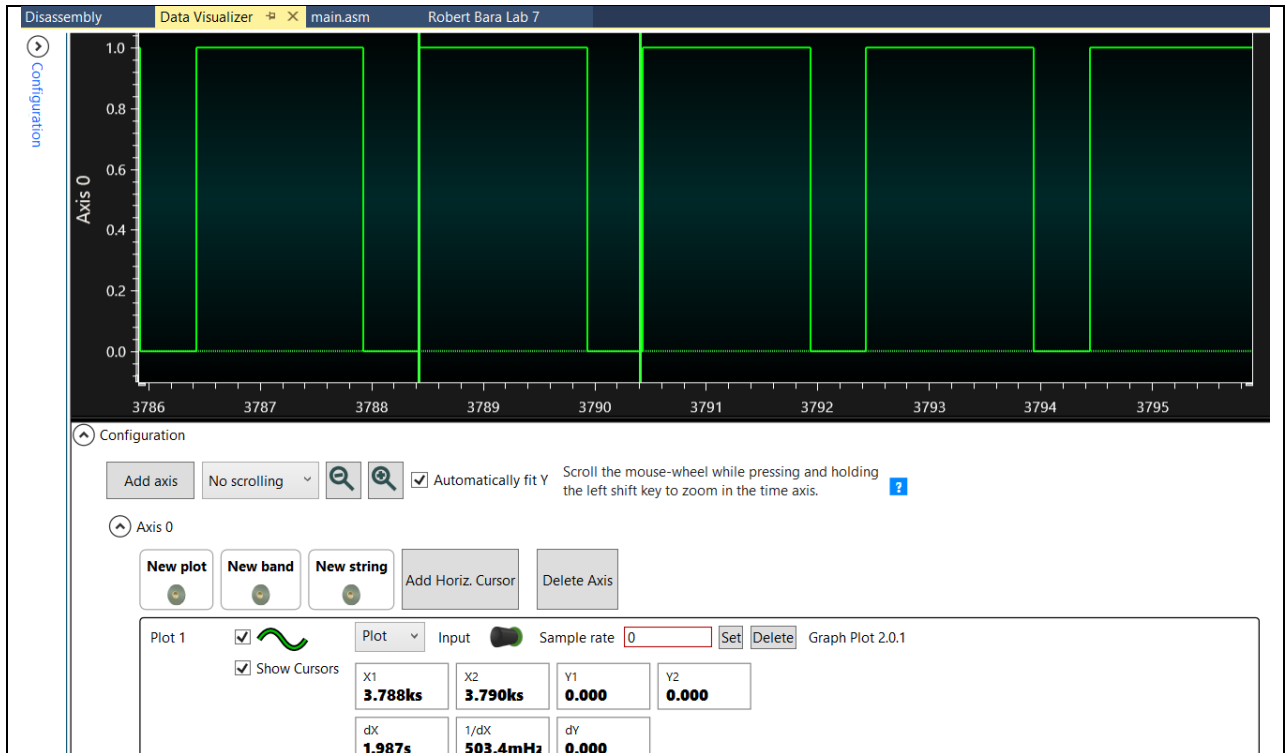 Disassembly Data Visualizer main.asm Robert Bara Lab 7
Configuration
Axis 0
1.0
0.8
0.6
0.4
0.2
0.0
3786 3787 3788 3789 3790 3791 3792 3793 3794 3795
Configuration
Add axis No scrolling Automatically fit Y Scroll the mouse-wheel while pressing and holding
the left shift key to zoom in the time axis. ?
Axis 0
New plot New band New string Add Horiz. Cursor Delete Axis
Plot 1 Plot Input Sample rate 0 Set Delete Graph Plot 2.0.1
Show Cursors
X1 X2 Y1 Y2
3.788ks 3.790ks 0.000 0.000
dX 1/dX dY
1.987s 503.4mHz 0.000